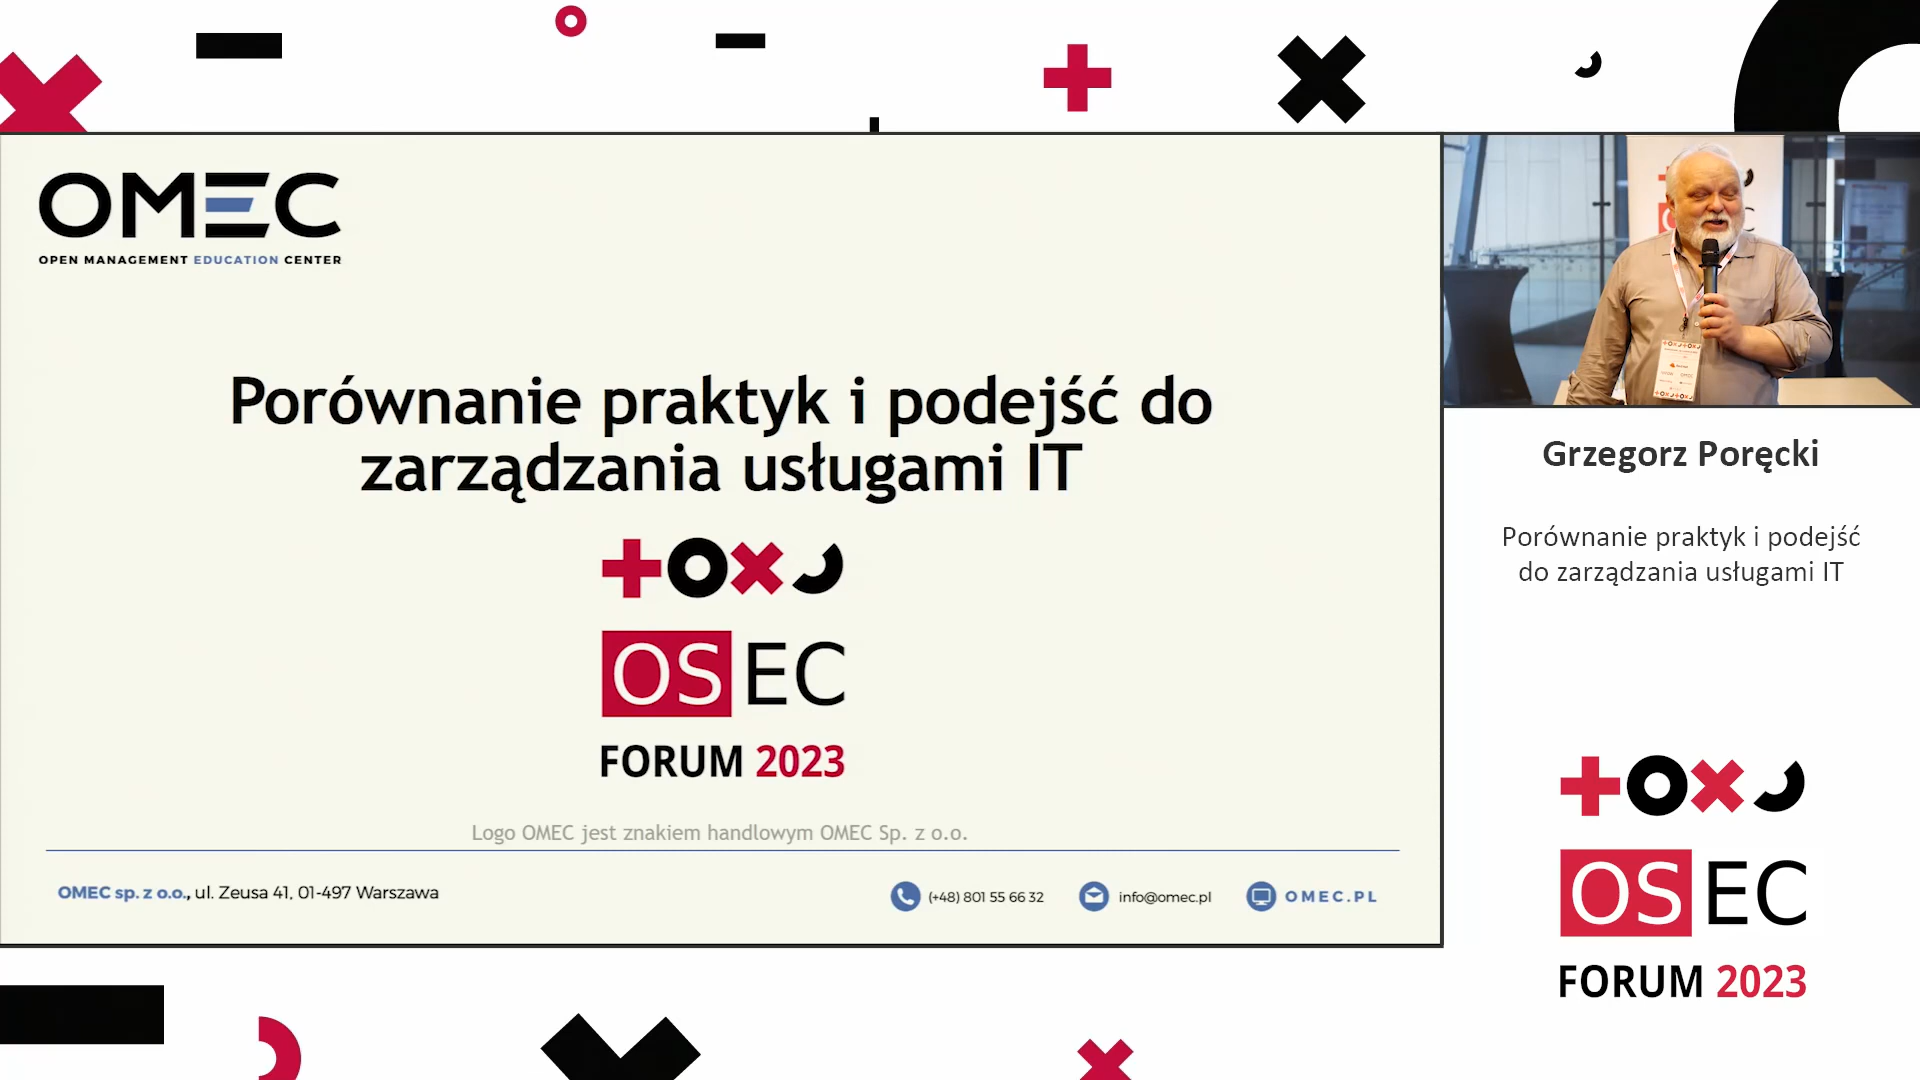 OMEC
OPEN MANAGEMENT EDUCATION CENTER
Porównanie praktyk i podejść do
zarządzania usługami IT
OSEC
FORUM 2023
Logo OMEC jest znakiem handlowym OMEC Sp. z o.o.
OMEC sp. z o.o., ul. Zeusa 41, 01-497 Warszawa
(+48) 801 55 66 32
info@omec.pl
OMEC.PL
Grzegorz Poręcki
Porównanie praktyk i podejść
do zarządzania usługami IT
OSEC
FORUM 2023